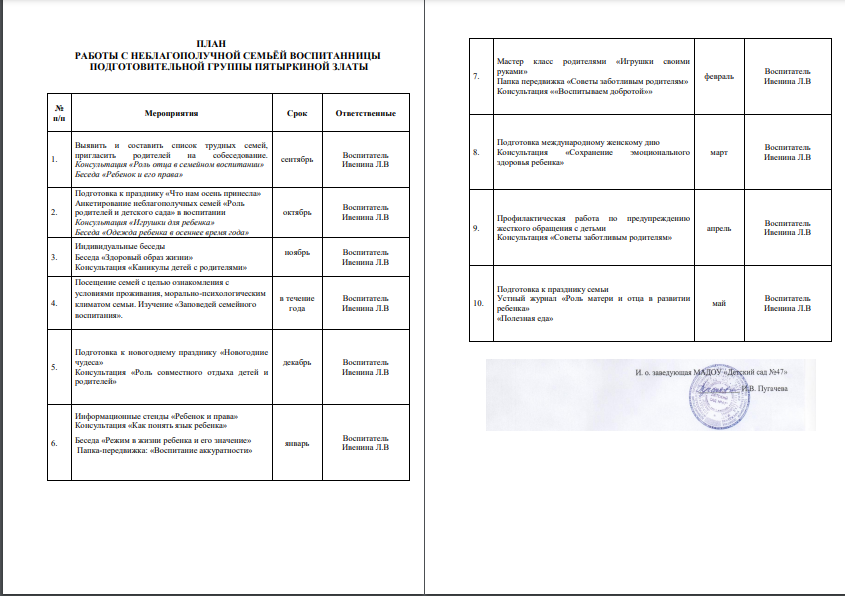 ПЛАН
РАБОТЫ С НЕБЛАГОПОЛУЧНОЙ СЕМЬЁЙ ВОСПИТАННИЦЫ
ПОДГОТОВИТЕЛЬНОЙ ГРУППЫ ПЯТЫРКИНОЙ ЗЛАТЫ
№ п/п
Мероприятия
Срок
Ответственные
1.
Выявить и составить список трудных семей,
пригласить родителей на собеседование.
Консультация «Роль отца в семейном воспитании»
Беседа «Ребенок и его права»
сентябрь
Воспитатель
Ивенина Л.В
2.
Подготовка к празднику «Что нам осень принесла»
Анкетирование неблагополучных семей «Роль
родителей и детского сада» в воспитании
Консультация «Игрушки для ребенка»
Беседа «Одежда ребенка в осеннее время года»
октябрь
Воспитатель
Ивенина Л.В
3.
Индивидуальные беседы
Беседа «Здоровый образ жизни»
Консультация «Каникулы детей с родителями»
ноябрь
Воспитатель
Ивенина Л.В
4.
Посещение семей с целью ознакомления с
условиями проживания, морально-психологическим
климатом семьи. Изучение «Заповедей семейного
воспитания».
в течение
года
Воспитатель
Ивенина Л.В
5.
Подготовка к новогоднему празднику «Новогодние
чудеса»
Консультация «Роль совместного отдыха детей и
родителей»
декабрь
Воспитатель
Ивенина Л.В
6.
Информационные стенды «Ребенок и права»
Консультация «Как понять язык ребенка»
Беседа «Режим в жизни ребенка и его значение»
Папка-передвижка: «Воспитание аккуратности»
январь
Воспитатель
Ивенина Л.В
7.
Мастер класс родителями «Игрушки своими
руками»
Папка передвижка «Советы заботливым родителям»
Консультация ««Воспитываем добротой»»
февраль
Воспитатель
Ивенина Л.В
8.
Подготовка международному женскому дню
Консультация «Сохранение эмоционального
здоровья ребенка»
март
Воспитатель
Ивенина Л.В
9.
Профилактическая работа по предупреждению
жесткого обращения с детьми
Консультация «Советы заботливым родителям»
апрель
Воспитатель
Ивенина Л.В
10.
Подготовка к празднику семьи
Устный журнал «Роль матери и отца в развитии
ребенка»
«Полезная еда»
май
Воспитатель
Ивенина Л.В
И. о. заведующая МАДОУ «Детский сад №47»
И.В. Пугачева